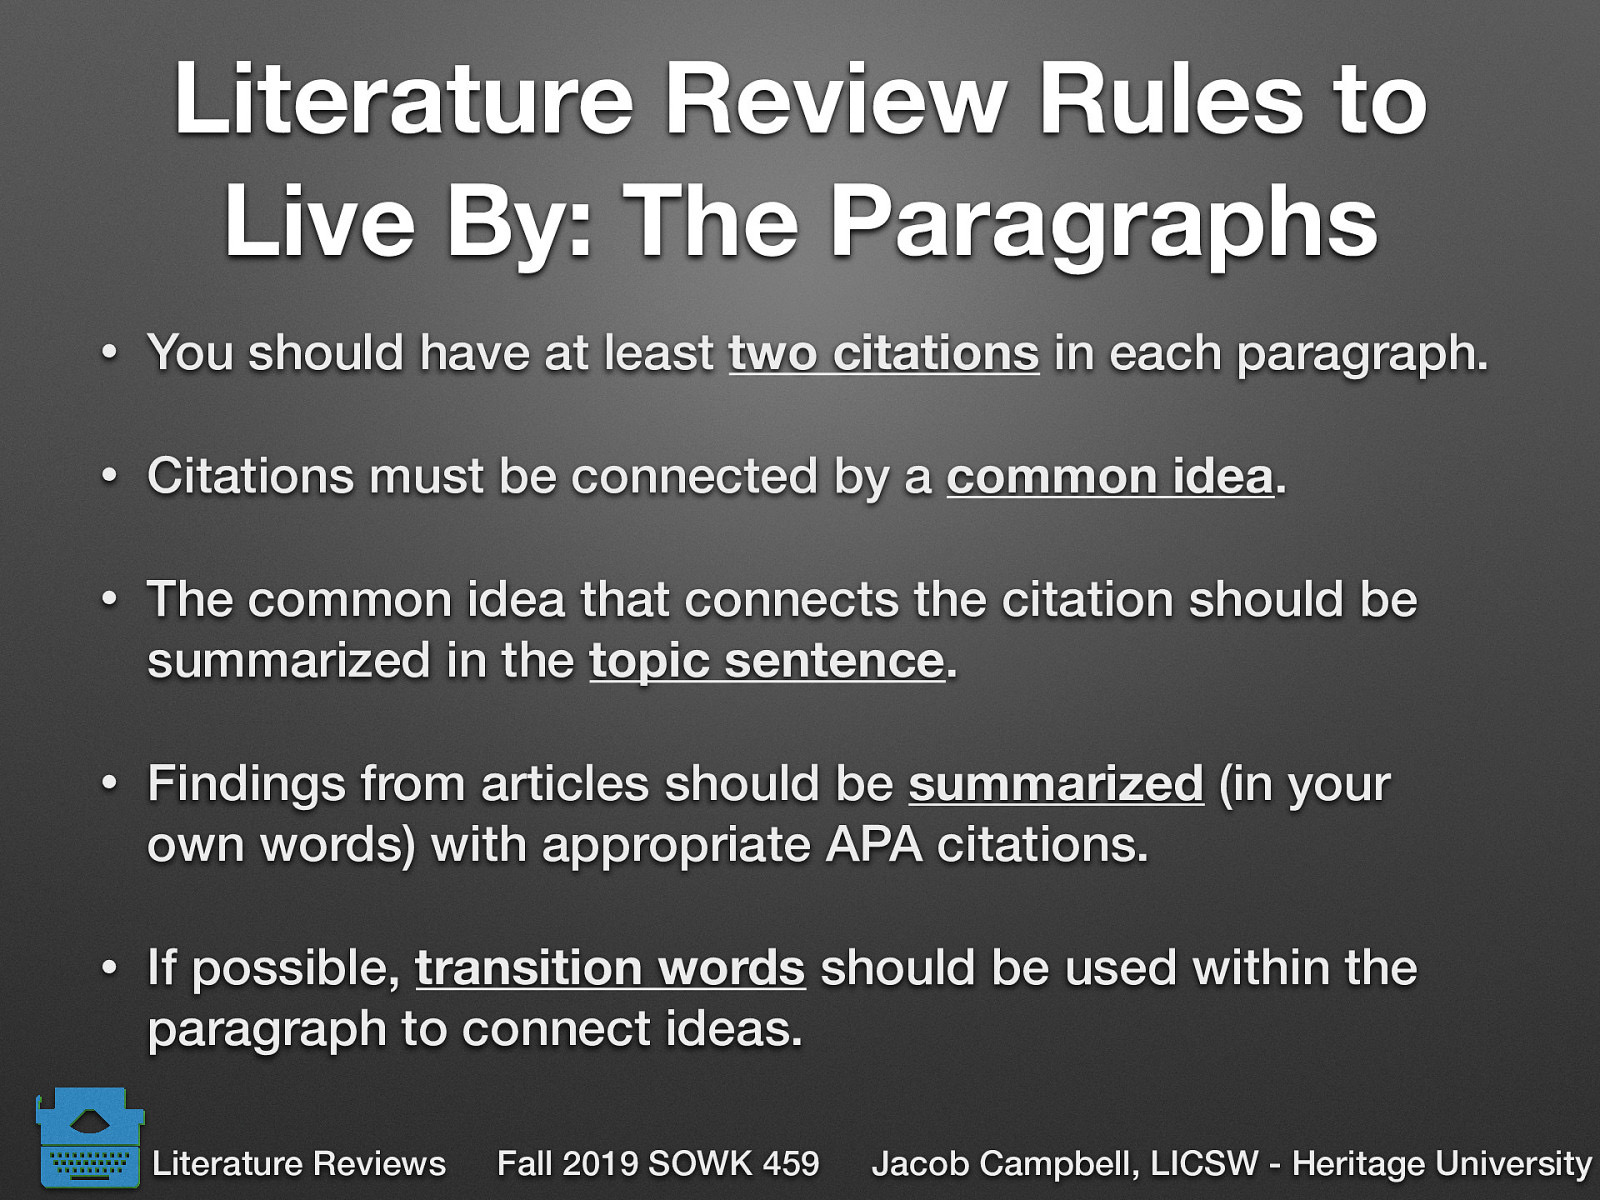 Literature Review Rules to
Live By: The Paragraphs
• You should have at least two citations in each paragraph.
• Citations must be connected by a common idea.
• The common idea that connects the citation should be
summarized in the topic sentence.
• Findings from articles should be summarized (in your
own words) with appropriate APA citations.
• If possible, transition words should be used within the
paragraph to connect ideas.
Literature Reviews Fall 2019 SOWK 459 Jacob Campbell, LICSW - Heritage University